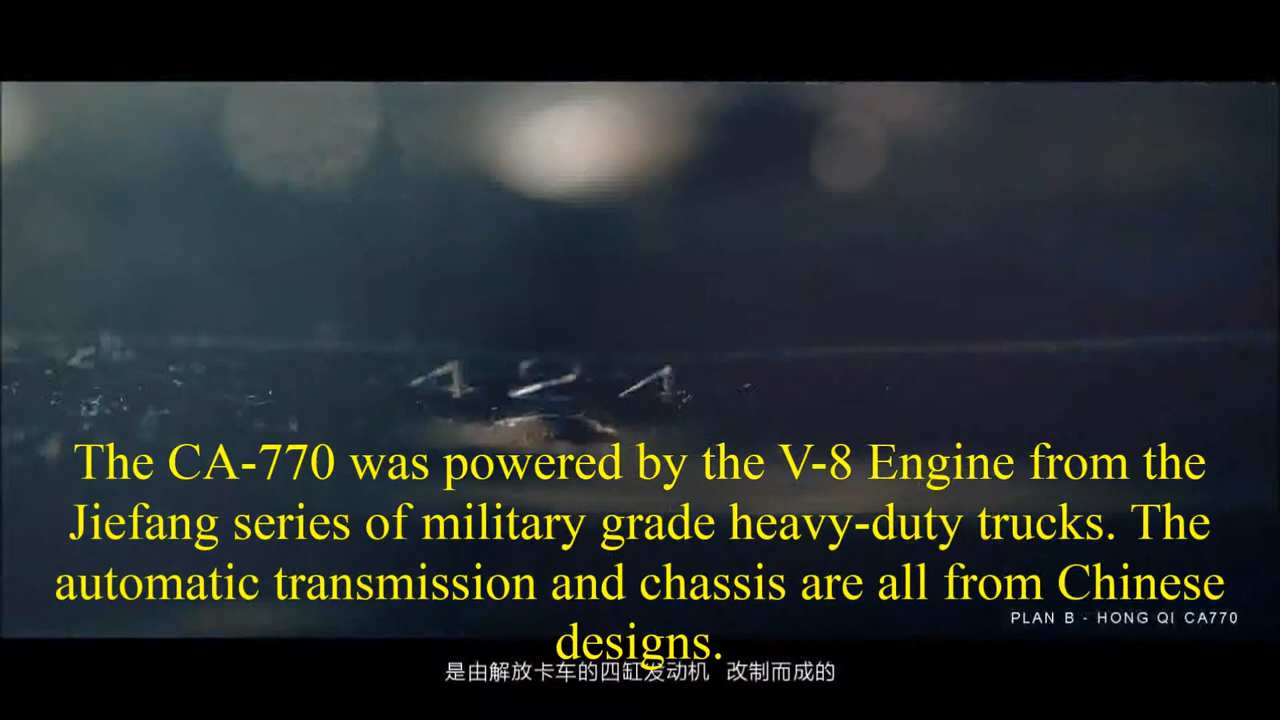 121
The CA-770 was powered by the V-8 Engine from the
Jiefang series of military grade heavy-duty trucks. The
automatic transmission and chassis are all from Chinese
designs.
PLAN B - HONG QI CA770
是由解放卡车的四缸发动机 改制而成的